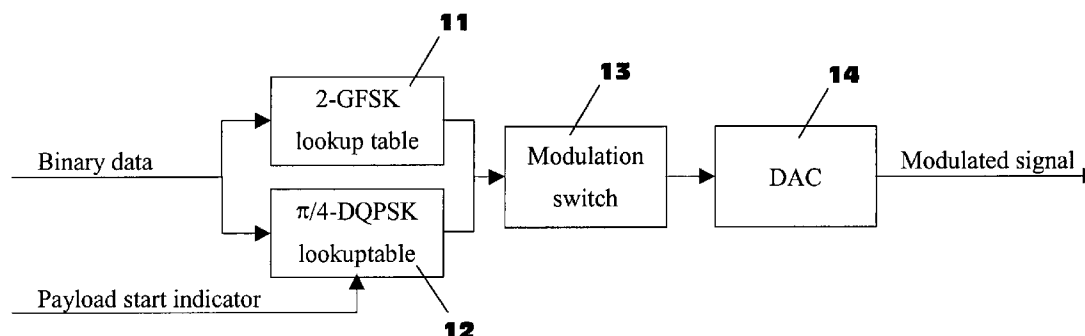 11
2-GFSK
lookup table
13
14
Binary data
Modulation
switch
DAC
Modulated signal
π/4-DQPSK
lookuptable
Payload start indicator
12